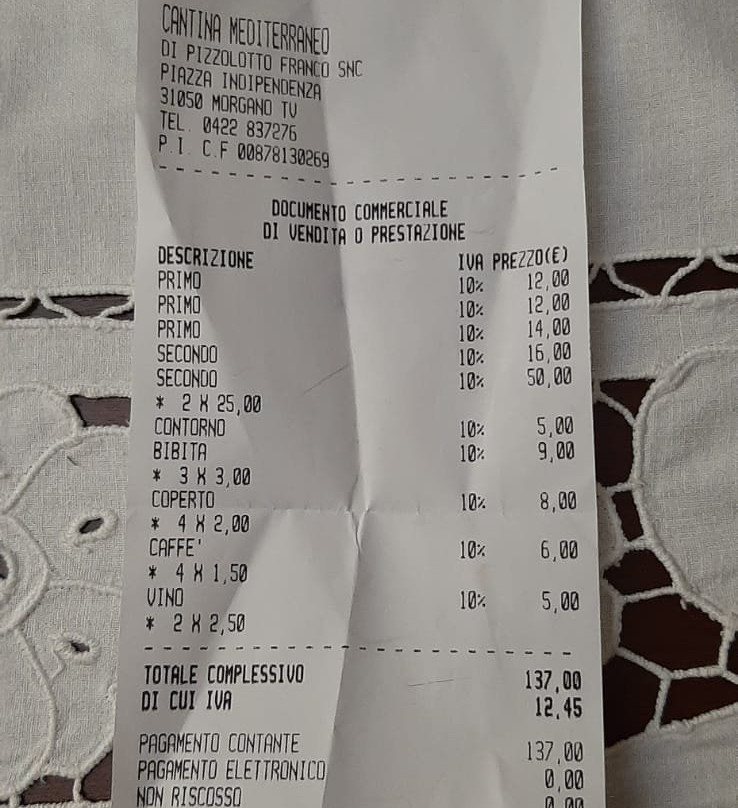 CANTINA MEDITERRANEO
DI PIZZOLOTTO FRANCO SNC
PIAZZA INDIPENDENZA
31050 MORGANO TV
TEL. 0422 837276
P.I. C.F 00878130269
DOCUMENTO COMMERCIALE
DI VENDITA O PRESTAZIONE
DESCRIZIONE IVA PREZZO(€)
PRIMO 10% 12,00
PRIMO 10% 12,00
PRIMO 10% 14,00
SECONDO 10% 16,00
SECONDO 10% 50,00
* 2 X 25,00
CONTORNO 10% 5,00
BIBITA 10% 9,00
* 3 X 3,00
COPERTO 10% 8,00
* 4 X 2,00
CAFFE' 10% 6,00
* 4 X 1,50
VINO 10% 5,00
* 2 X 2,50
TOTALE COMPLESSIVO 137,00
DI CUI IVA 12,45
PAGAMENTO CONTANTE 137,00
PAGAMENTO ELETTRONICO 0,00
NON RISCOSSO 0,00